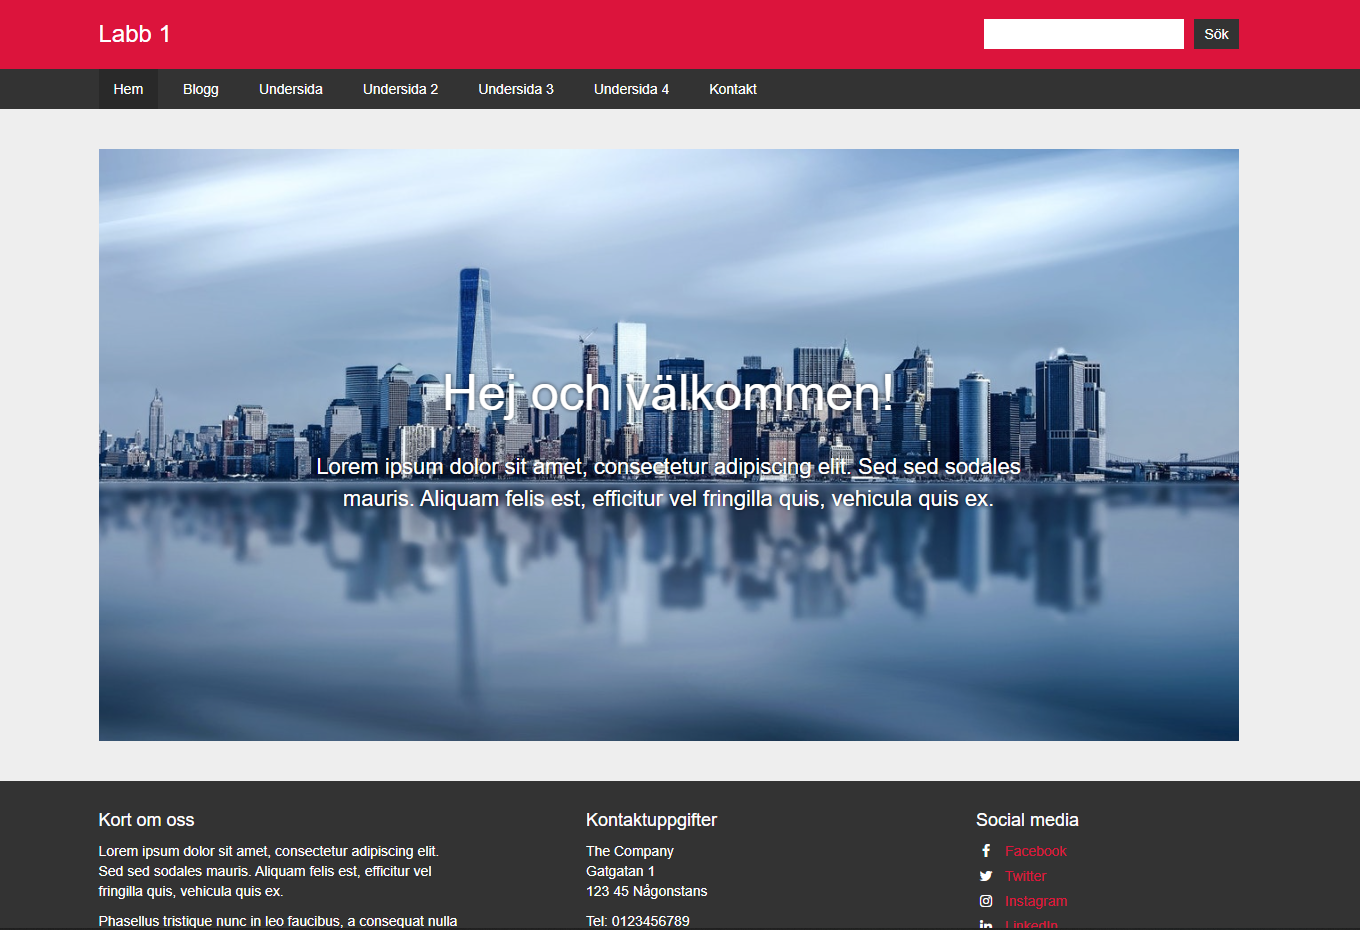 Labb 1
Sök
Hem Blogg Undersida Undersida 2 Undersida 3 Undersida 4 Kontakt
Hej och välkommen!
Lorem ipsum dolor sit amet, consectetur adipiscing elit. Sed sed sodales
mauris. Aliquam felis est, efficitur vel fringilla quis, vehicula quis ex.
Kort om oss
Lorem ipsum dolor sit amet, consectetur adipiscing elit.
Sed sed sodales mauris. Aliquam felis est, efficitur vel
fringilla quis, vehicula quis ex.
Phasellus tristique nunc in leo faucibus, a consequat nulla
Kontaktuppgifter
The Company
Gatgatan 1
123 45 Någonstans
Tel: 0123456789
Social media
Facebook
Twitter
Instagram
LinkedIn